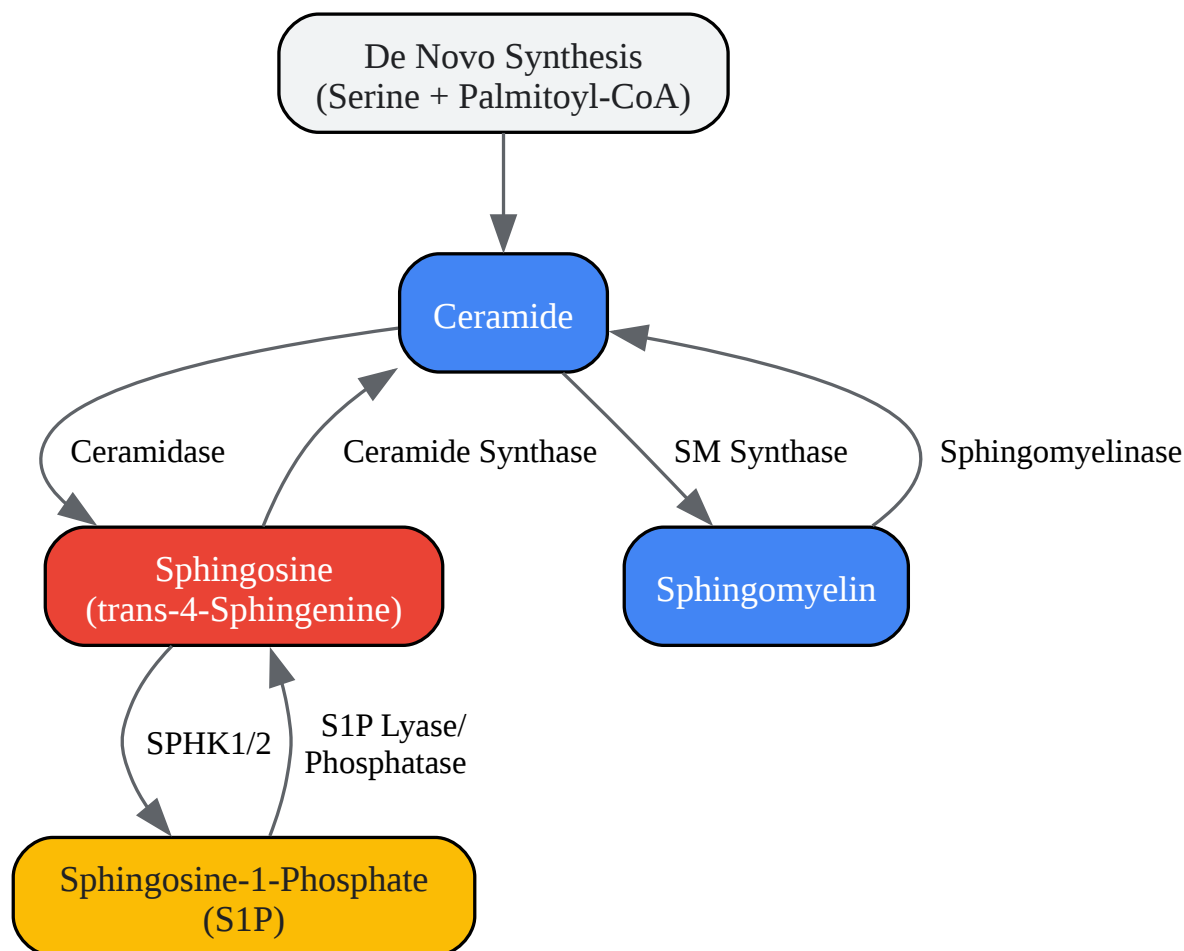 De Novo Synthesis
(Serine + Palmitoyl-CoA)
Ceramide
Ceramidase
Ceramide Synthase
SM Synthase
Sphingomyelinase
Sphingosine
(trans-4-Sphingenine)
Sphingomyelin
SPHK1/2
S1P Lyase/
Phosphatase
Sphingosine-1-Phosphate
(S1P)